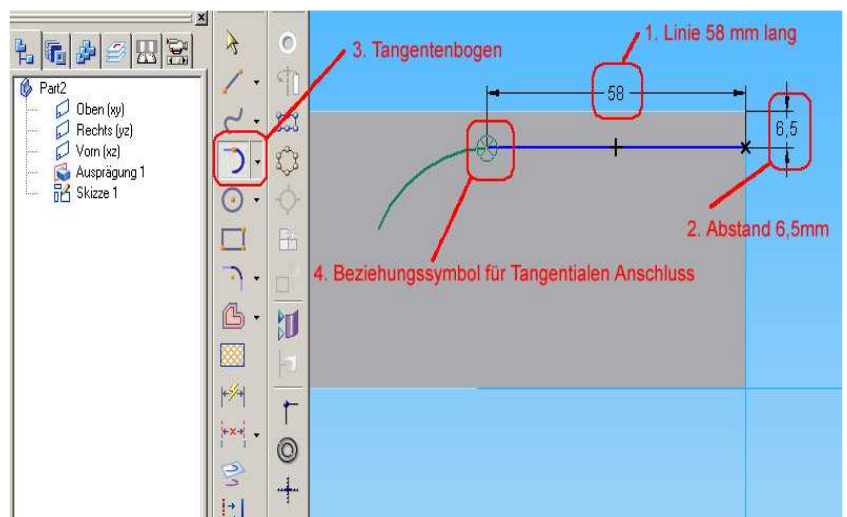 Part2
Oben (xy)
Rechts (yz)
Vorn (xz)
Ausprägung 1
Skizze 1
3. Tangentenbogen
1. Linie 58 mm lang
58
6,5
2. Abstand 6,5mm
4. Beziehungssymbol für Tangentialen Anschluss